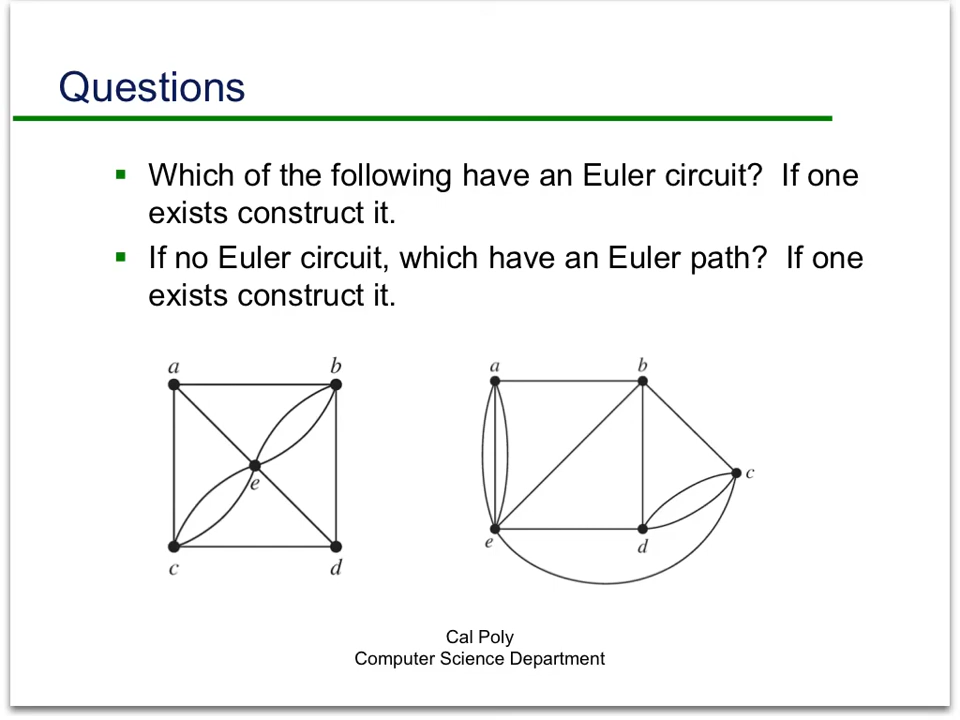 Questions
▪ Which of the following have an Euler circuit?  If one
exists construct it.
▪ If no Euler circuit, which have an Euler path?  If one
exists construct it.
a b
e
c d
a b
c
e d
Cal Poly
Computer Science Department